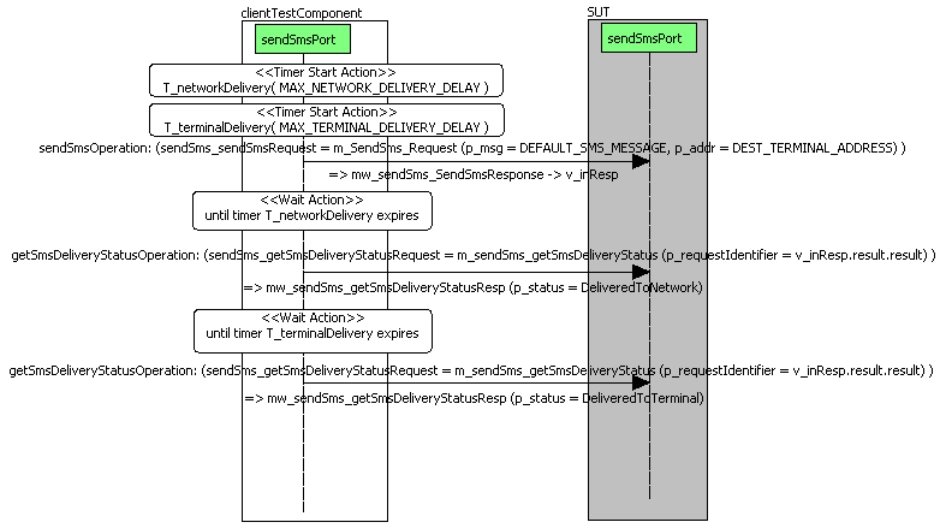 clientTestComponent
SUT
sendSmsPort
sendSmsPort
<<Timer Start Action>>
T_networkDelivery( MAX_NETWORK_DELIVERY_DELAY )
<<Timer Start Action>>
T_terminalDelivery( MAX_TERMINAL_DELIVERY_DELAY )
sendSmsOperation: (sendSms_sendSmsRequest = m_SendSms_Request (p_msg = DEFAULT_SMS_MESSAGE, p_addr = DEST_TERMINAL_ADDRESS) )
=> mw_sendSms_SendSmsResponse -> v_inResp
<<Wait Action>>
until timer T_networkDelivery expires
getSmsDeliveryStatusOperation: (sendSms_getSmsDeliveryStatusRequest = m_sendSms_getSmsDeliveryStatus (p_requestIdentifier = v_inResp.result.result) )
=> mw_sendSms_getSmsDeliveryStatusResp (p_status = DeliveredToNetwork)
<<Wait Action>>
until timer T_terminalDelivery expires
getSmsDeliveryStatusOperation: (sendSms_getSmsDeliveryStatusRequest = m_sendSms_getSmsDeliveryStatus (p_requestIdentifier = v_inResp.result.result) )
=> mw_sendSms_getSmsDeliveryStatusResp (p_status = DeliveredToTerminal)